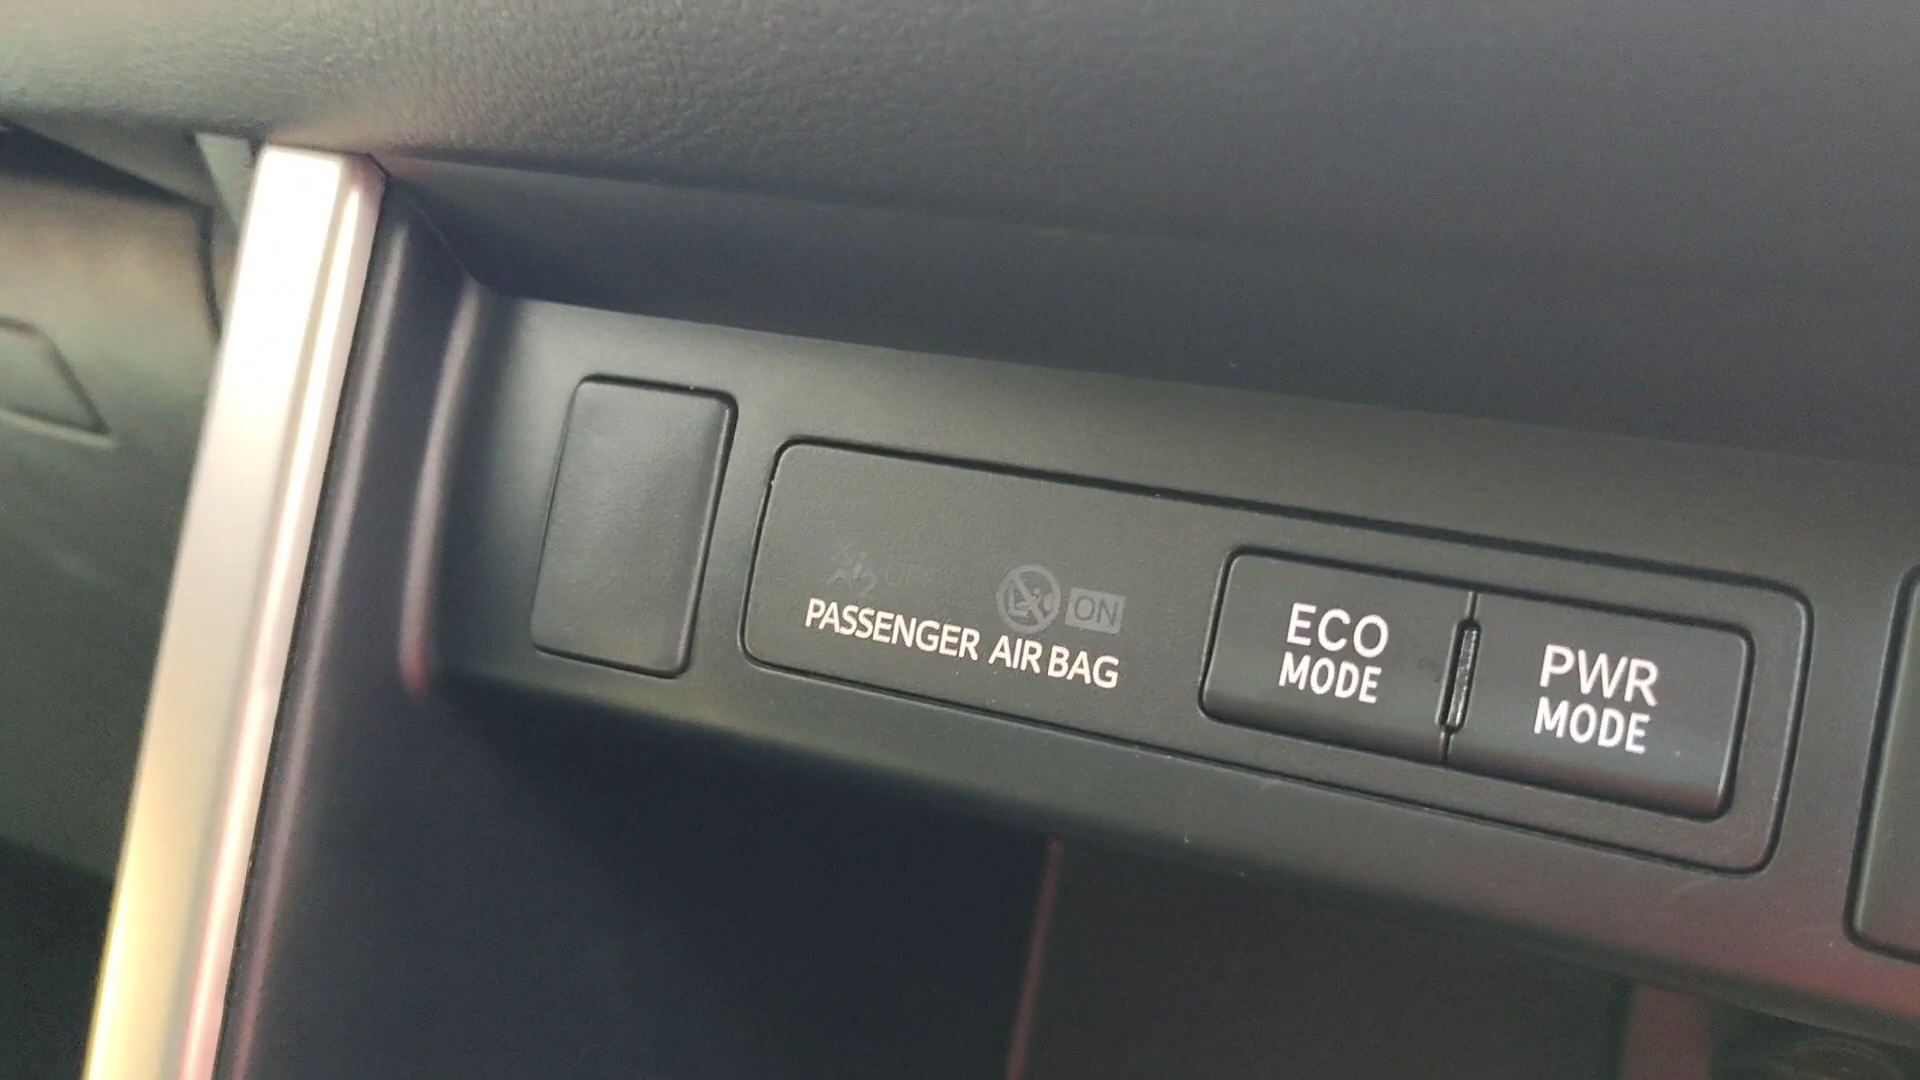 ON
PASSENGER AIR BAG
ECO
MODE
PWR
MODE